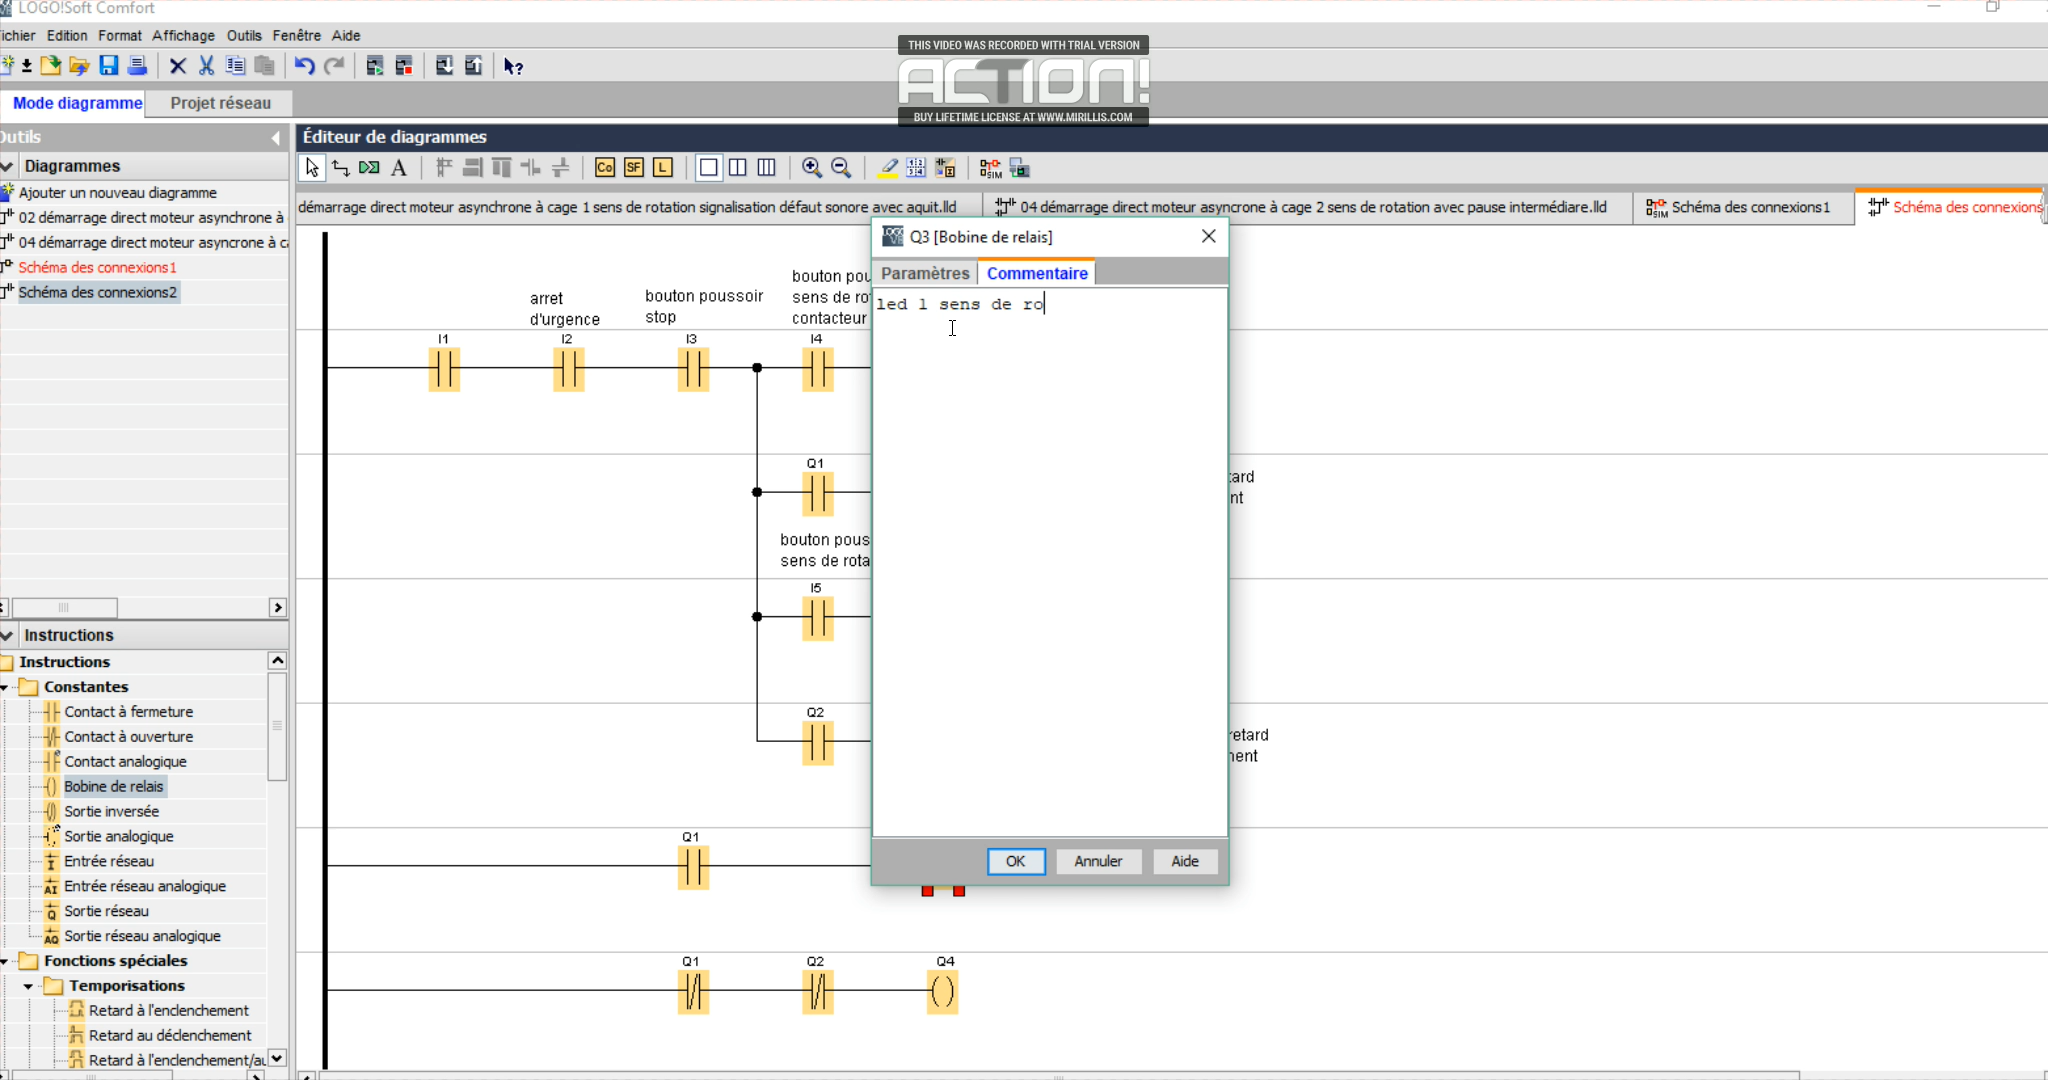 LOGO!Soft Comfort
ichier Edition Format Affichage Outils Fenêtre Aide
THIS VIDEO WAS RECORDED WITH TRIAL VERSION
ACTION!
BUY LIFETIME LICENSE AT WWW.MIRILLIS.COM
Mode diagramme Projet réseau
Outils
Éditeur de diagrammes
Diagrammes
Co SF L
Ajouter un nouveau diagramme
02 démarrage direct moteur asynchrone à
04 démarrage direct moteur asyncrone à c
Schéma des connexions1
Schéma des connexions2
démarrage direct moteur asynchrone à cage 1 sens de rotation signalisation défaut sonore avec aquit.lld
04 démarrage direct moteur asyncrone à cage 2 sens de rotation avec pause intermédiare.lld
Schéma des connexions1
Schéma des connexions
Q3 [Bobine de relais]
Paramètres Commentaire
led 1 sens de ro
OK Annuler Aide
arret
d'urgence
bouton poussoir
stop
bouton pou
sens de ro
contacteur
I1 I2 I3 I4
Q1
tard
nt
bouton pous
sens de rota
I5
Q2
retard
ent
Q1
Q1 Q2 Q4
Instructions
Instructions
Constantes
Contact à fermeture
Contact à ouverture
Contact analogique
Bobine de relais
Sortie inversée
Sortie analogique
Entrée réseau
Entrée réseau analogique
Sortie réseau
Sortie réseau analogique
Fonctions spéciales
Temporisations
Retard à l'enclenchement
Retard au déclenchement
Retard à l'enclenchement/au